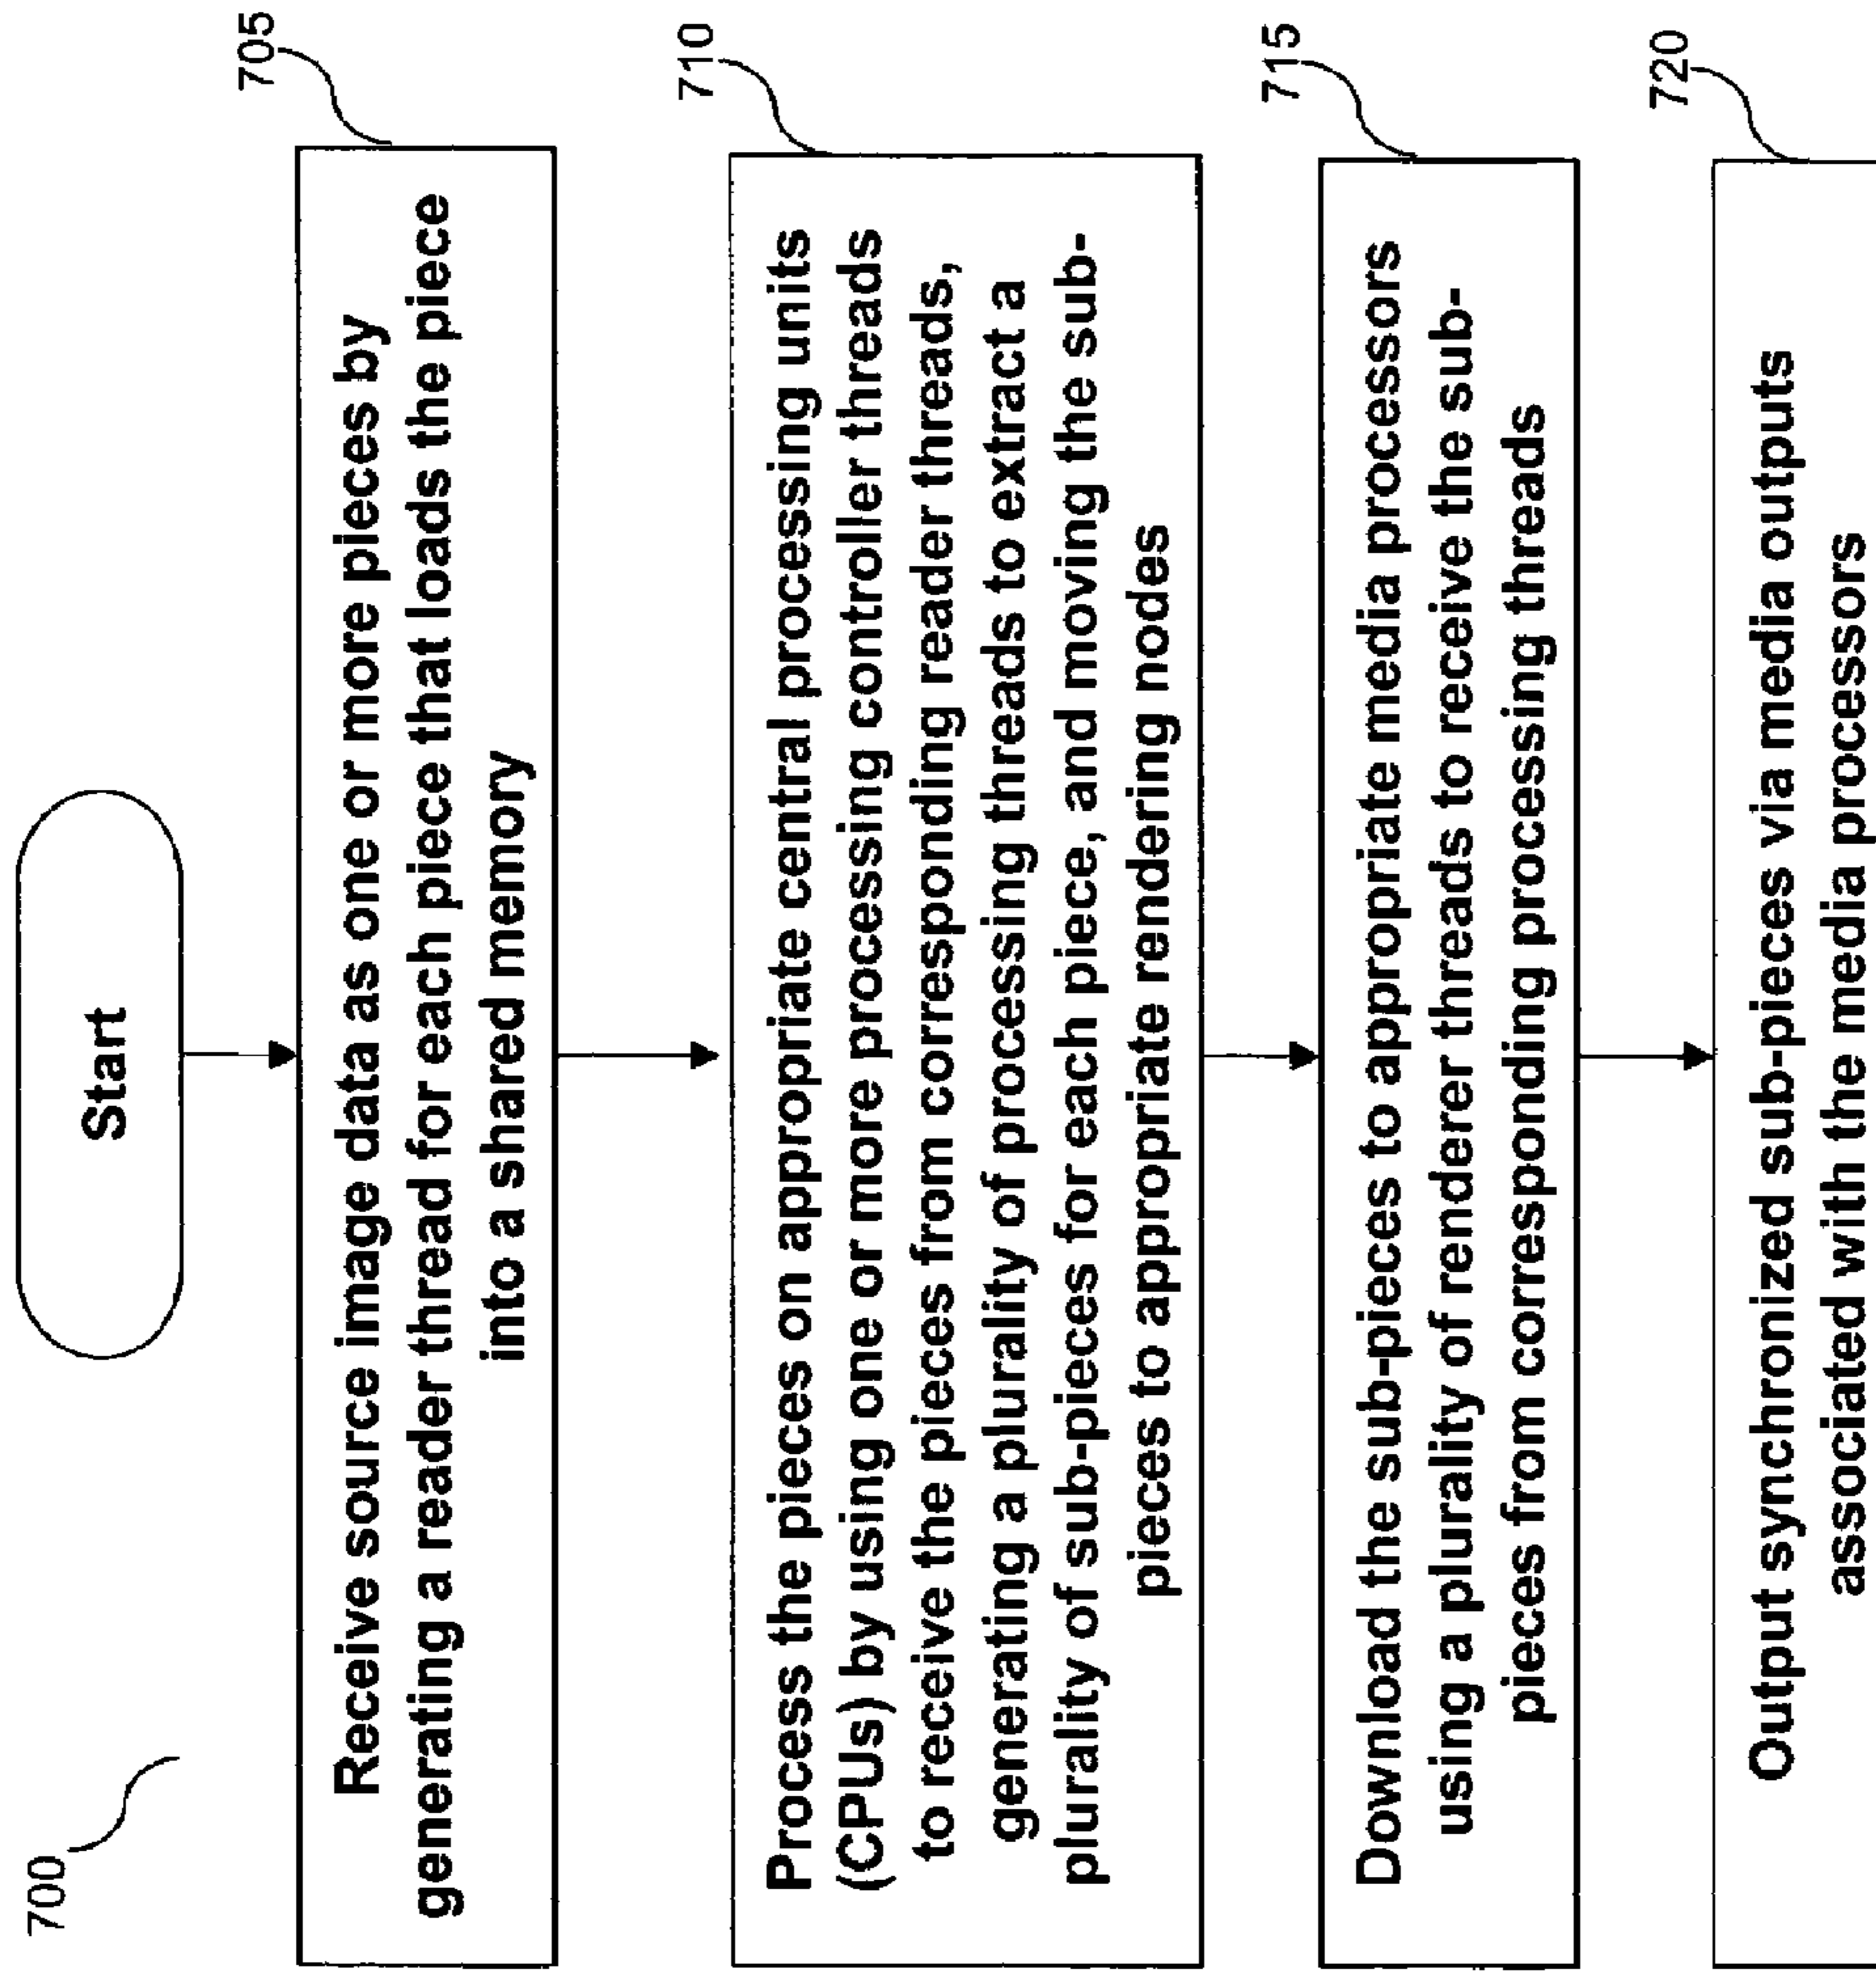 700
Start
705
Receive source image data as one or more pieces by
generating a reader thread for each piece that loads the piece
into a shared memory
710
Process the pieces on appropriate central processing units
(CPUs) by using one or more processing controller threads
to receive the pieces from corresponding reader threads,
generating a plurality of processing threads to extract a
plurality of sub-pieces for each piece, and moving the sub-
pieces to appropriate rendering nodes
715
Download the sub-pieces to appropriate media processors
using a plurality of renderer threads to receive the sub-
pieces from corresponding processing threads
720
Output synchronized sub-pieces via media outputs
associated with the media processors